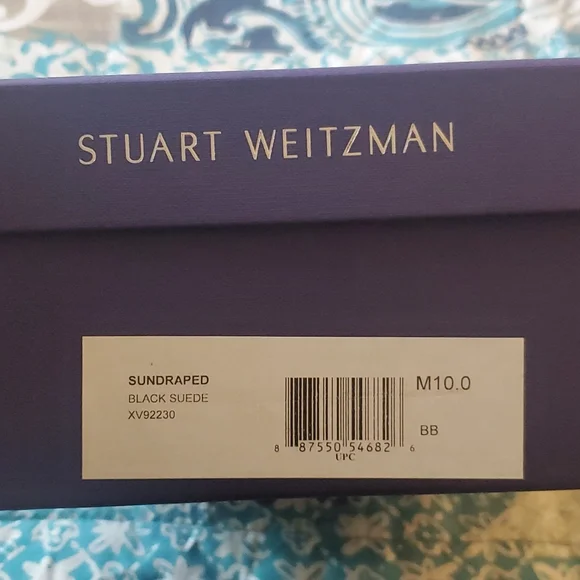 STUART WEITZMAN
SUNDRAPED
BLACK SUEDE
XV92230
M10.0
BB
8 87550 54682 6
UPC